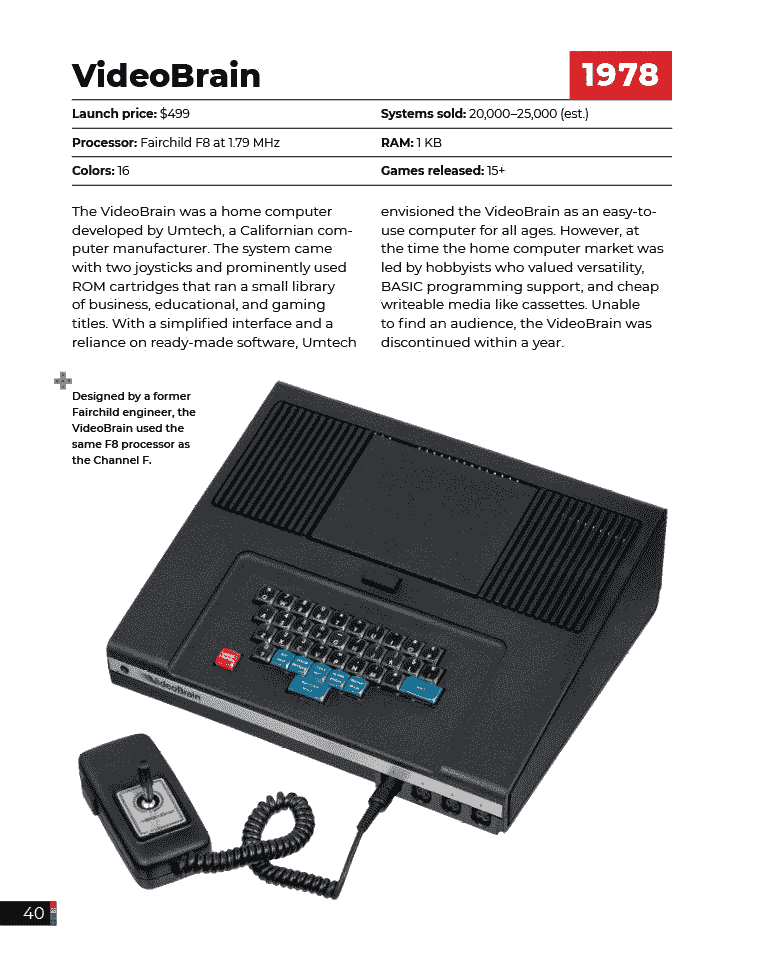 VideoBrain
1978
Launch price: $499
Systems sold: 20,000–25,000 (est.)
Processor: Fairchild F8 at 1.79 MHz
RAM: 1 KB
Colors: 16
Games released: 15+
The VideoBrain was a home computer
developed by Umtech, a Californian com-
puter manufacturer. The system came
with two joysticks and prominently used
ROM cartridges that ran a small library
of business, educational, and gaming
titles. With a simplified interface and a
reliance on ready-made software, Umtech
envisioned the VideoBrain as an easy-to-
use computer for all ages. However, at
the time the home computer market was
led by hobbyists who valued versatility,
BASIC programming support, and cheap
writeable media like cassettes. Unable
to find an audience, the VideoBrain was
discontinued within a year.
Designed by a former
Fairchild engineer, the
VideoBrain used the
same F8 processor as
the Channel F.
VideoBrain
40